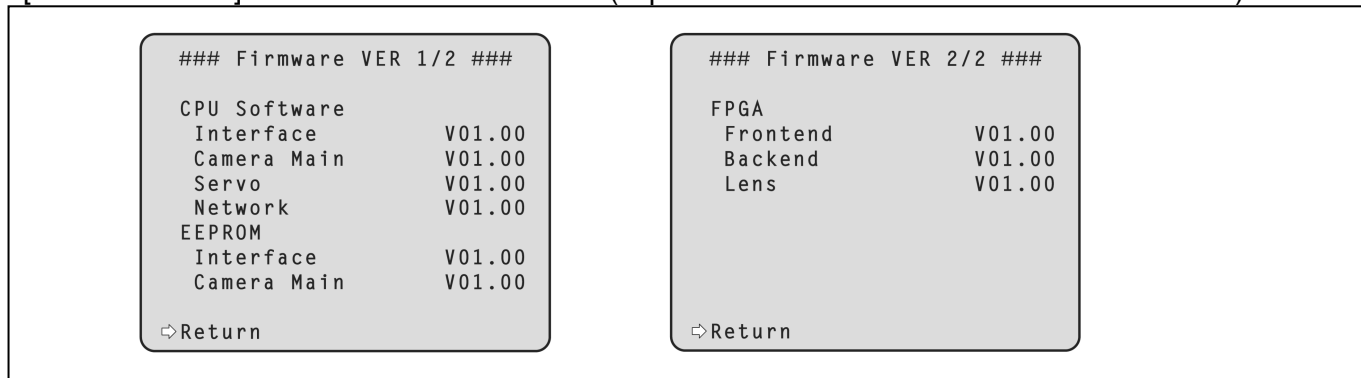 ### Firmware VER 1/2 ###
CPU Software
Interface V01.00
Camera Main V01.00
Servo V01.00
Network V01.00
EEPROM
Interface V01.00
Camera Main V01.00
⇨Return
### Firmware VER 2/2 ###
FPGA
Frontend V01.00
Backend V01.00
Lens V01.00
⇨Return